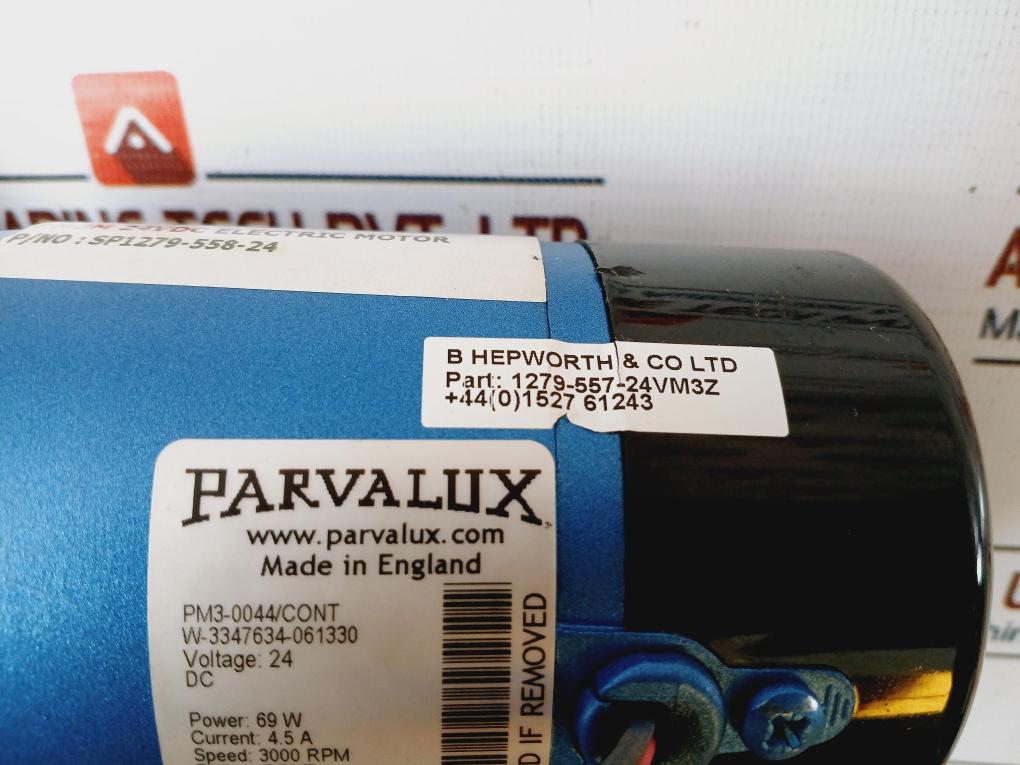 24VDC ELECTRIC MOTOR
P/NO : SP1279-558-24
B HEPWORTH & CO LTD
Part: 1279-557-24VM3Z
+44(0)1527 61243
PARVALUX
www.parvalux.com
Made in England
PM3-0044/CONT
W-3347634-061330
Voltage: 24
DC
Power: 69 W
Current: 4.5 A
Speed: 3000 RPM
IF REMOVED